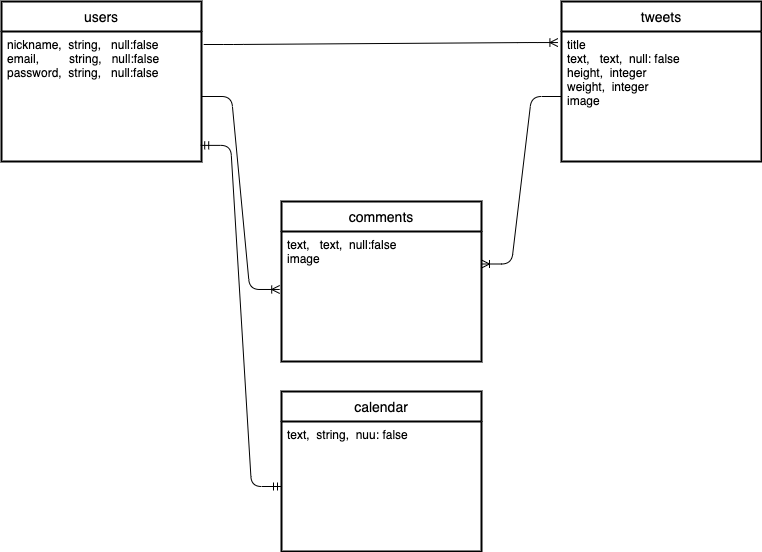 users
nickname, string, null:false
email, string, null:false
password, string, null:false
tweets
title
text, text, null: false
height, integer
weight, integer
image
comments
text, text, null:false
image
calendar
text, string, nuu: false